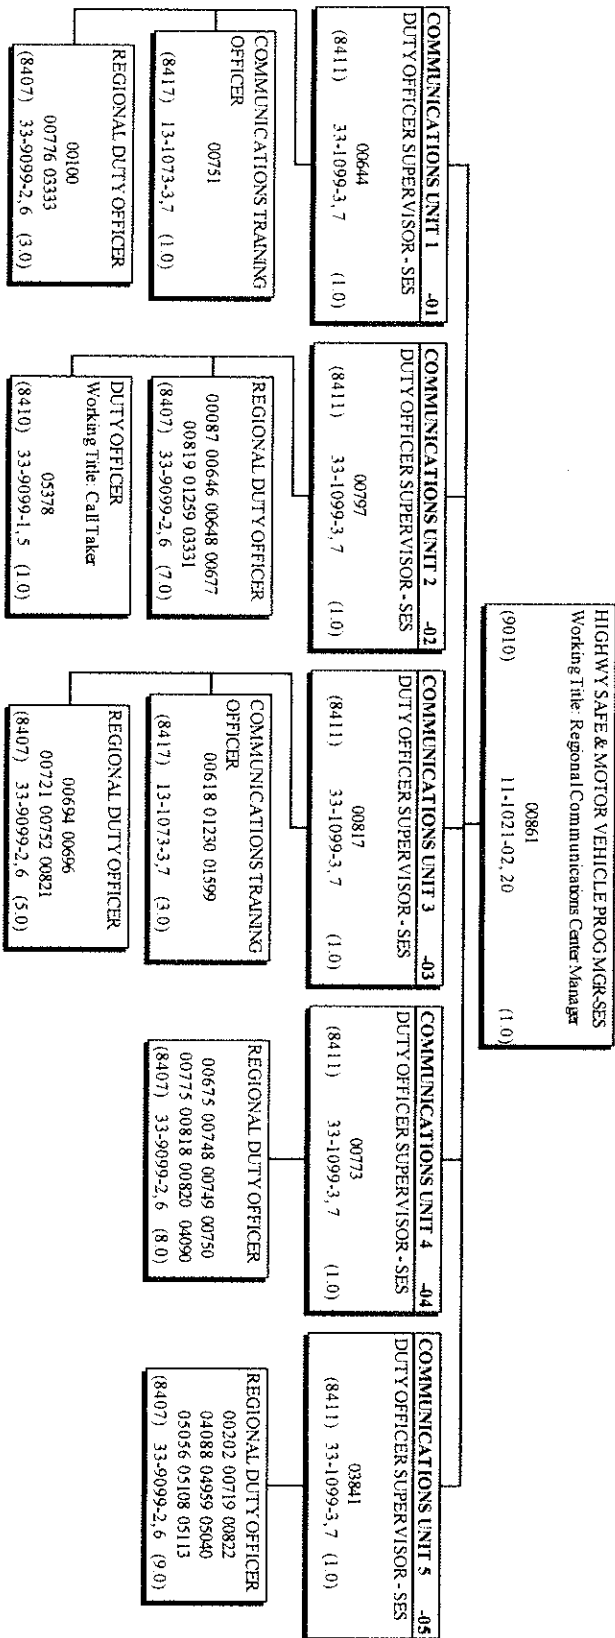 HIGHWY SAFE & MOTOR VEHICLE PROG MGR-SES
Working Title: Regional Communications Center Manager
00861
(9010) 11-1021-02, 20 (1.0)
COMMUNICATIONS UNIT 1 -01
DUTY OFFICER SUPERVISOR - SES
00644
(8411) 33-1099-3, 7 (1.0)
COMMUNICATIONS TRAINING
OFFICER
00751
(8417) 13-1073-3,7 (1.0)
REGIONAL DUTY OFFICER
00100
00776 03333
(8407) 33-9099-2, 6 (3.0)
COMMUNICATIONS UNIT 2 -02
DUTY OFFICER SUPERVISOR - SES
00797
(8411) 33-1099-3, 7 (1.0)
REGIONAL DUTY OFFICER
00087 00646 00648 00677
00819 01259 03331
(8407) 33-9099-2, 6 (7.0)
DUTY OFFICER
Working Title: Call Taker
05378
(8410) 33-9099-1, 5 (1.0)
COMMUNICATIONS UNIT 3 -03
DUTY OFFICER SUPERVISOR - SES
00817
(8411) 33-1099-3, 7 (1.0)
COMMUNICATIONS TRAINING
OFFICER
00618 01230 01599
(8417) 13-1073-3,7 (3.0)
REGIONAL DUTY OFFICER
00694 00696
00721 00752 00821
(8407) 33-9099-2, 6 (5.0)
COMMUNICATIONS UNIT 4 -04
DUTY OFFICER SUPERVISOR - SES
00773
(8411) 33-1099-3, 7 (1.0)
REGIONAL DUTY OFFICER
00675 00748 00749 00750
00775 00818 00820 04090
(8407) 33-9099-2, 6 (8.0)
COMMUNICATIONS UNIT 5 -05
DUTY OFFICER SUPERVISOR - SES
03841
(8411) 33-1099-3, 7 (1.0)
REGIONAL DUTY OFFICER
00202 00719 00822
04088 04959 05040
05056 05108 05113
(8407) 33-9099-2, 6 (9.0)